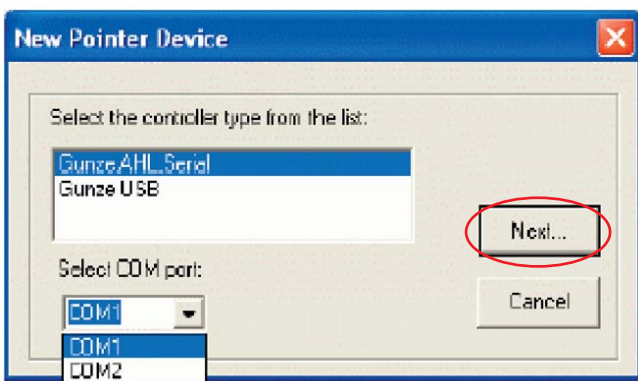 New Pointer Device
Select the controller type from the list:
Gunze,AHL,Serial
Gunze USB
Next...
Select COM port:
COM1
Cancel
COM1
COM2